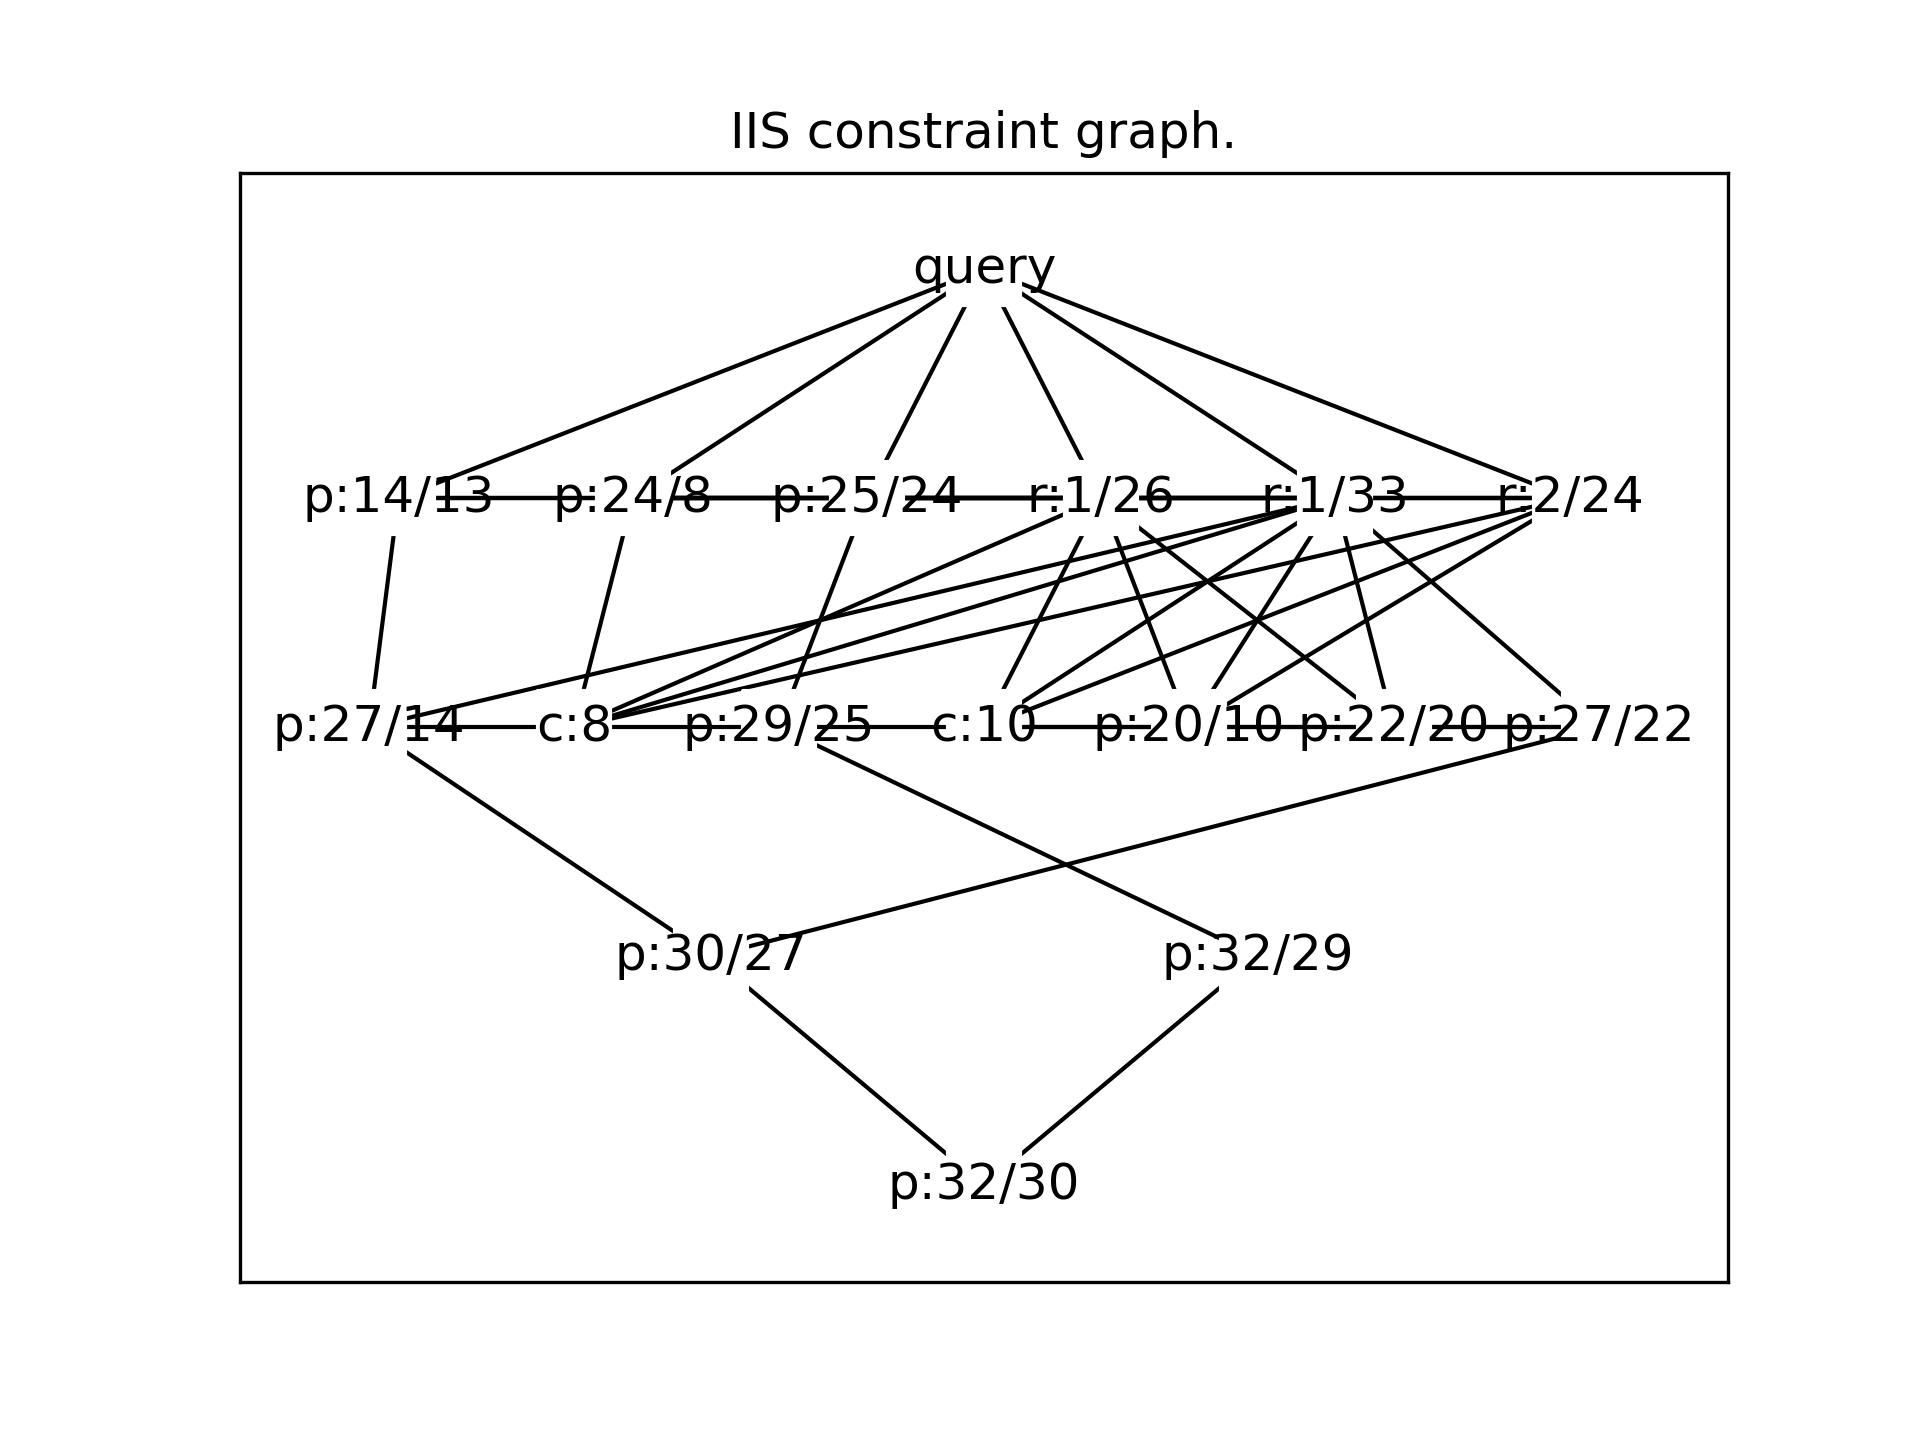 IIS constraint graph.
query
p:14/13 p:24/8 p:25/24 r:1/26 r:1/33 r:2/24
p:27/14 c:8 p:29/25 c:10 p:20/10 p:22/20 p:27/22
p:30/27 p:32/29
p:32/30